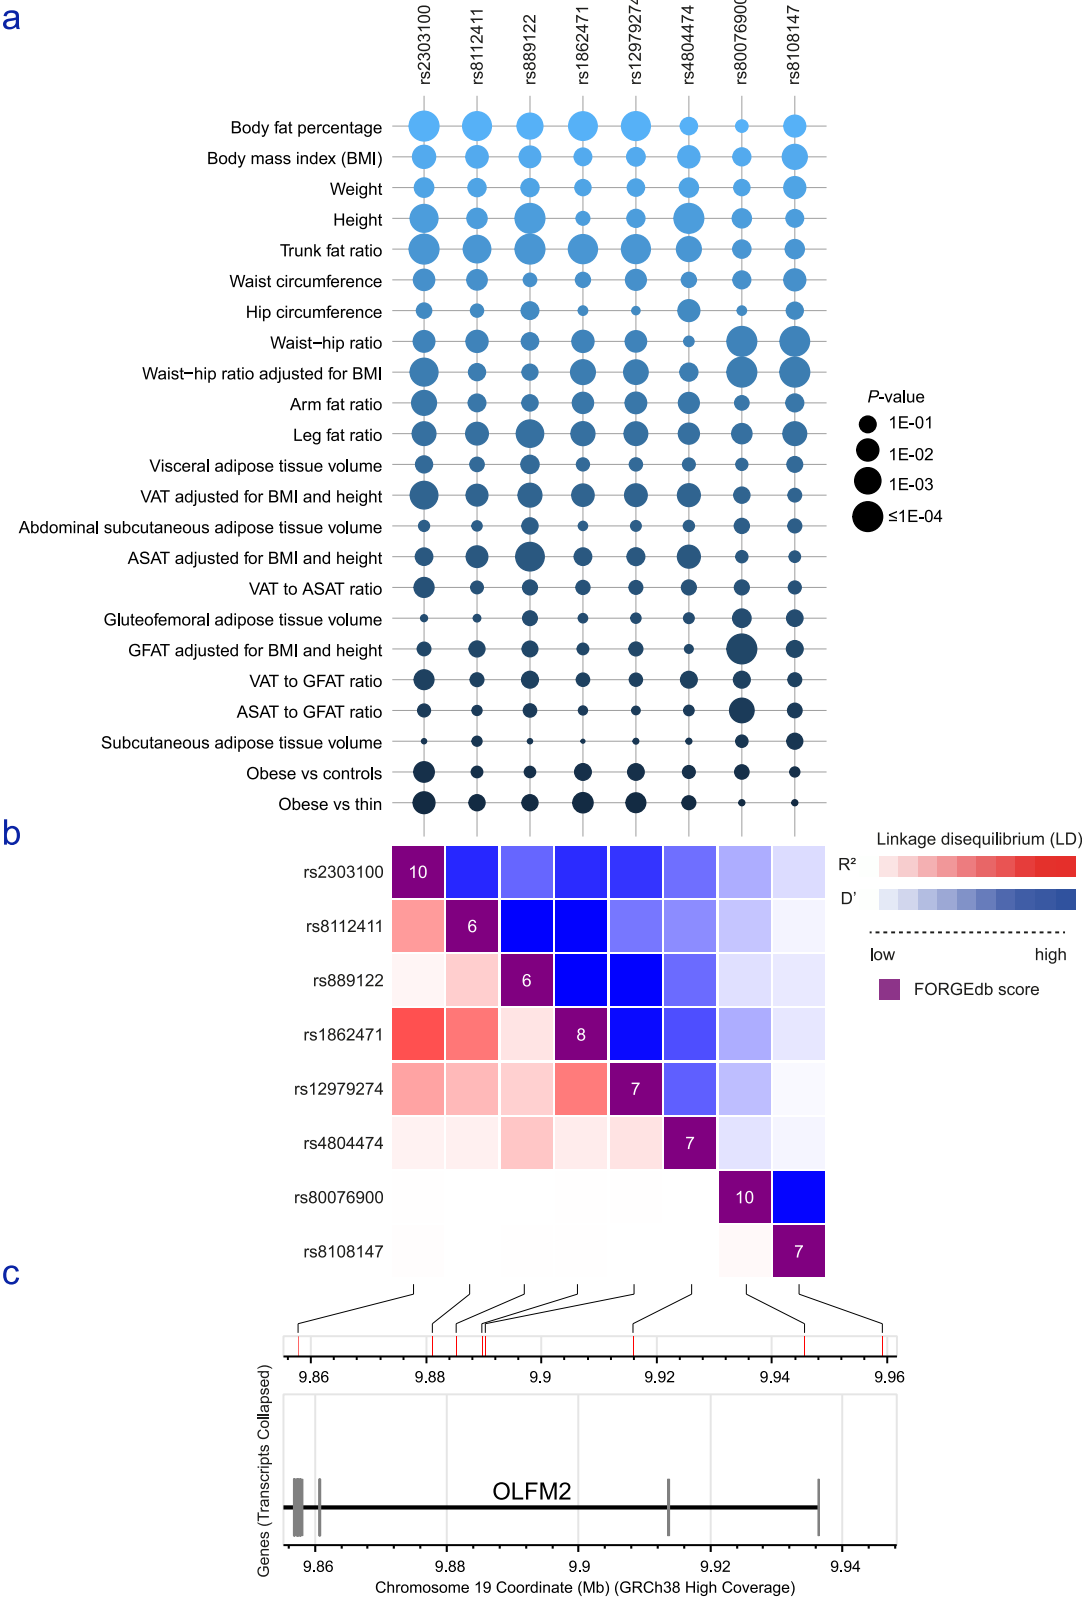 a
rs2303100
rs8112411
rs889122
rs1862471
rs12979274
rs4804474
rs80076900
rs8108147
Body fat percentage
Body mass index (BMI)
Weight
Height
Trunk fat ratio
Waist circumference
Hip circumference
Waist−hip ratio
Waist−hip ratio adjusted for BMI
Arm fat ratio
Leg fat ratio
Visceral adipose tissue volume
VAT adjusted for BMI and height
Abdominal subcutaneous adipose tissue volume
ASAT adjusted for BMI and height
VAT to ASAT ratio
Gluteofemoral adipose tissue volume
GFAT adjusted for BMI and height
VAT to GFAT ratio
ASAT to GFAT ratio
Subcutaneous adipose tissue volume
Obese vs controls
Obese vs thin
P-value
1E-01
1E-02
1E-03
≤1E-04
b
rs2303100
10
rs8112411
6
rs889122
6
rs1862471
8
rs12979274
7
rs4804474
7
rs80076900
10
rs8108147
7
Linkage disequilibrium (LD)
R²
D'
low high
FORGEdb score
c
9.86 9.88 9.9 9.92 9.94 9.96
Genes (Transcripts Collapsed)
OLFM2
9.86 9.88 9.9 9.92 9.94
Chromosome 19 Coordinate (Mb) (GRCh38 High Coverage)